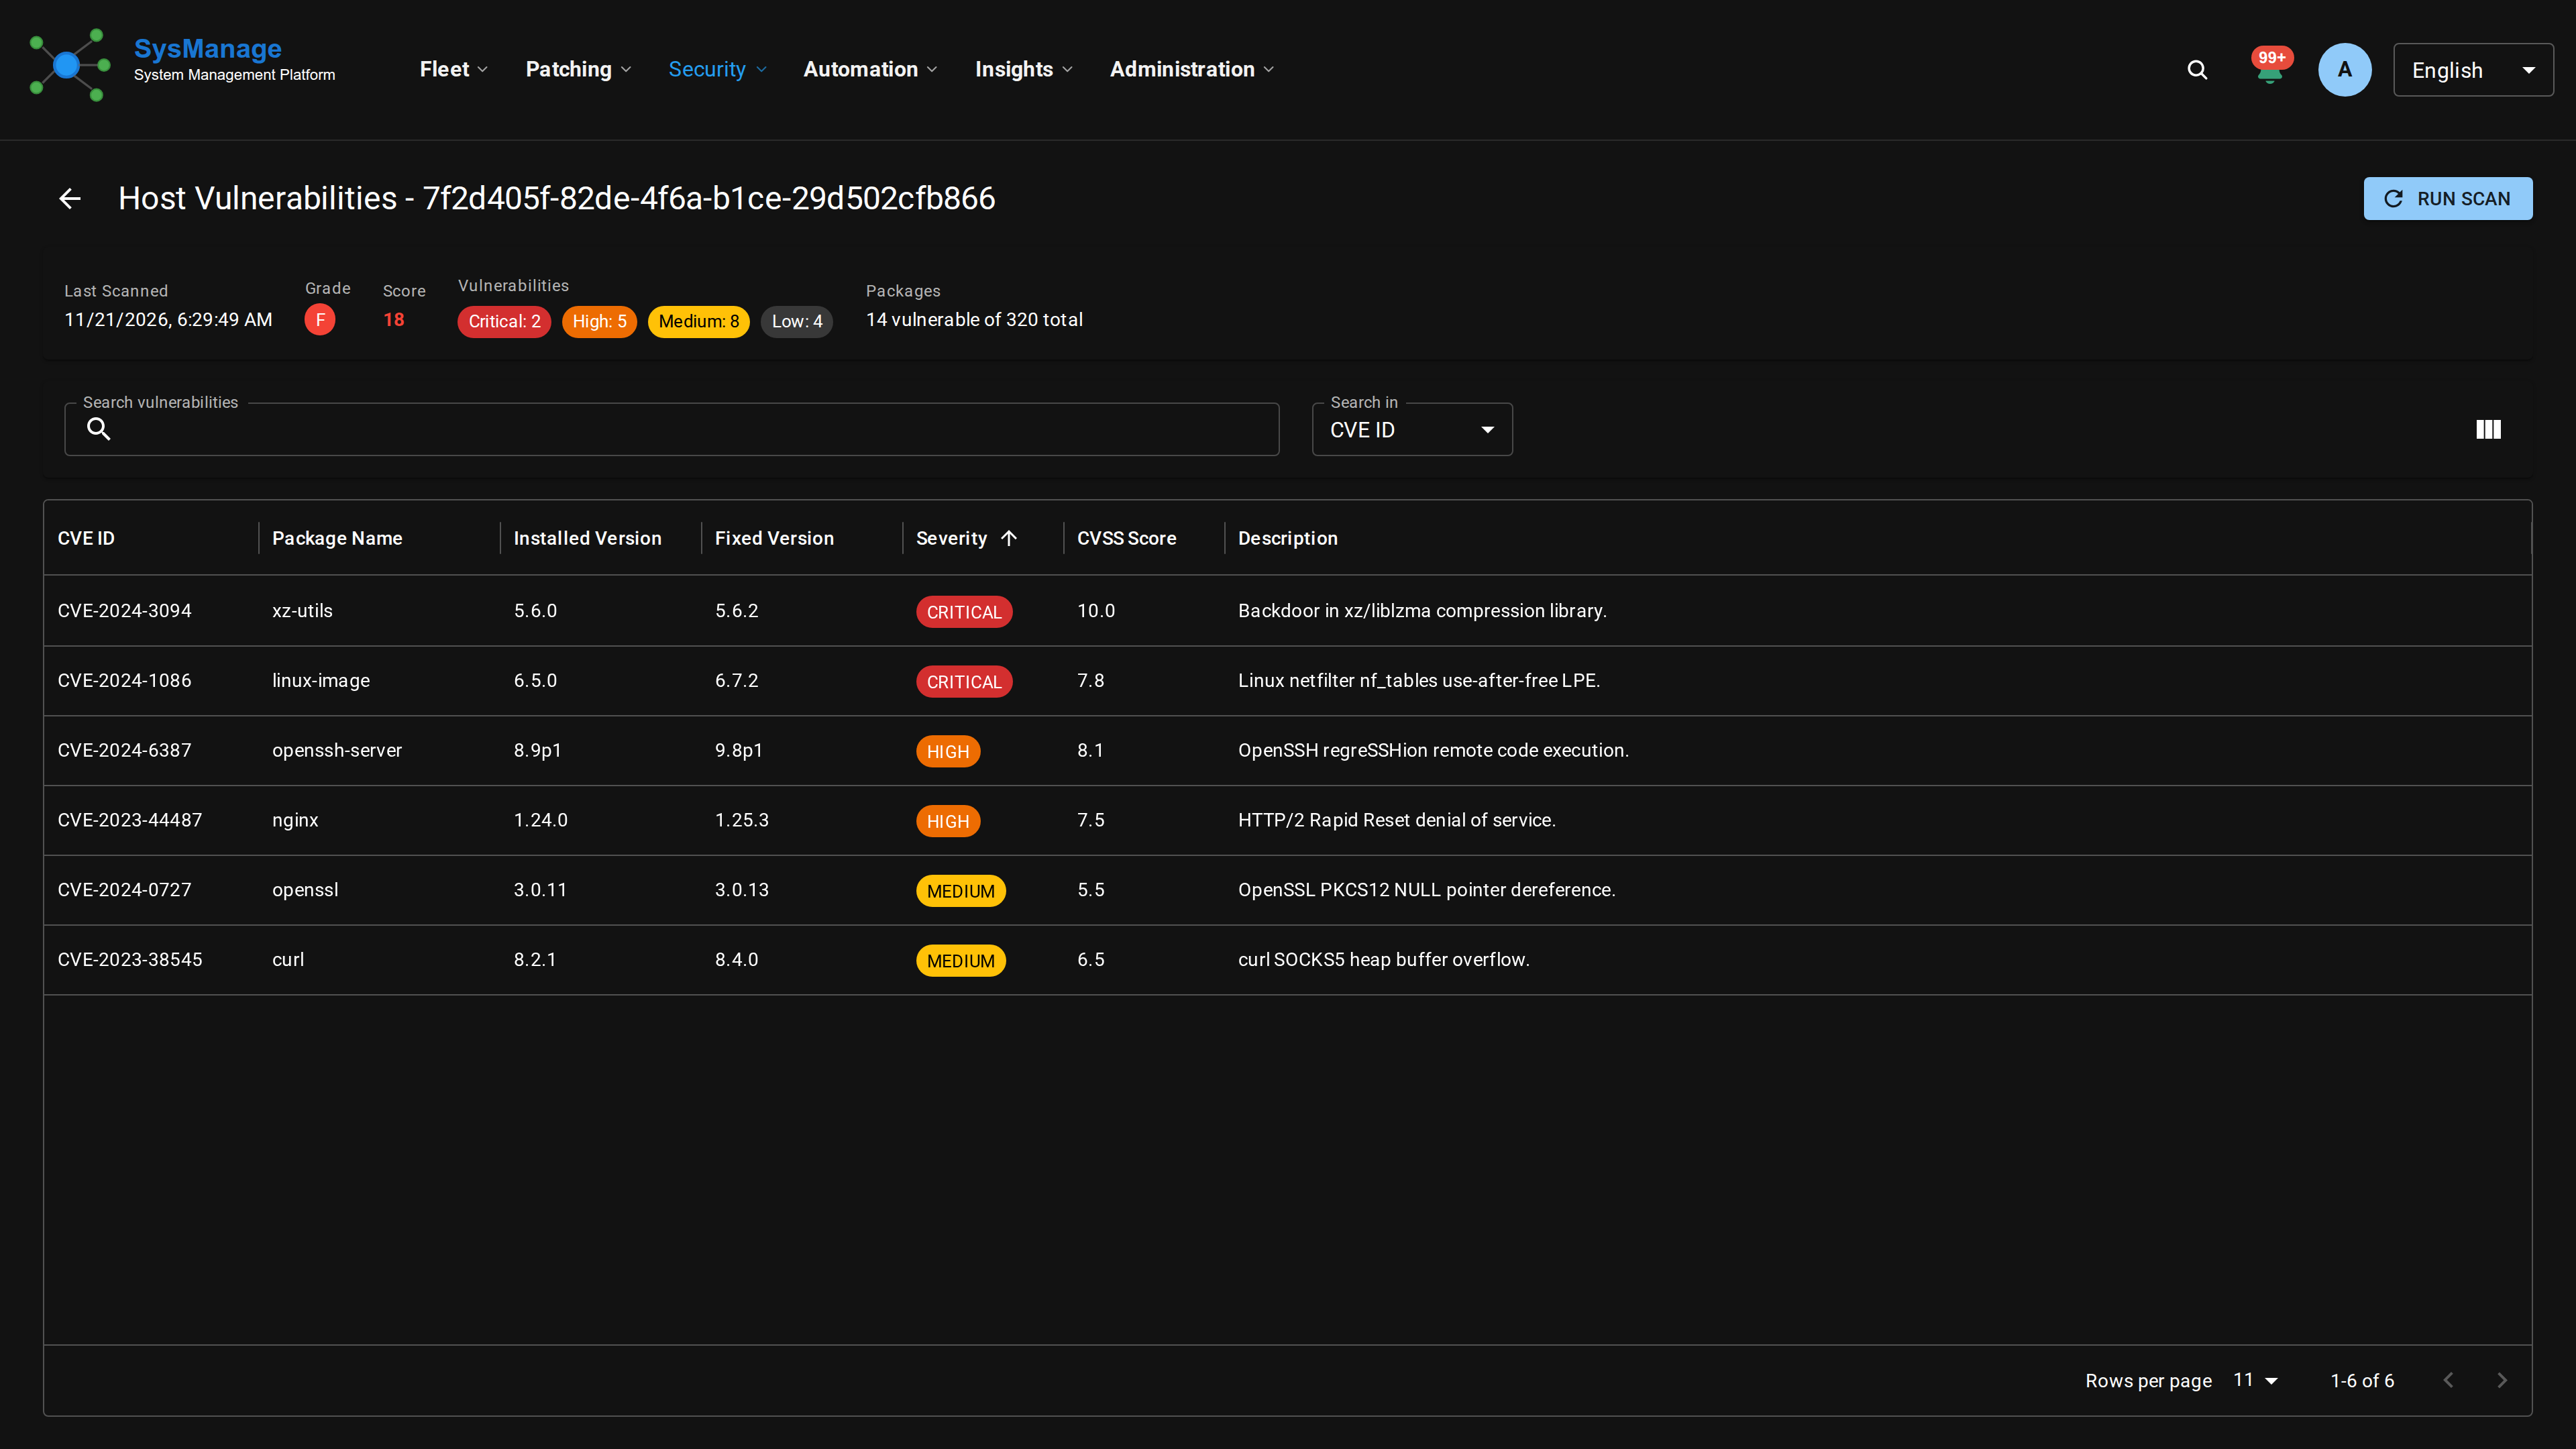 SysManage
System Management Platform
Fleet
Patching
Security
Automation
Insights
Administration
99+
A
English
Host Vulnerabilities - 7f2d405f-82de-4f6a-b1ce-29d502cfb866
RUN SCAN
Last Scanned
11/21/2026, 6:29:49 AM
Grade
F
Score
18
Vulnerabilities
Critical: 2
High: 5
Medium: 8
Low: 4
Packages
14 vulnerable of 320 total
Search vulnerabilities
Search in
CVE ID
CVE ID Package Name Installed Version Fixed Version Severity CVSS Score Description
CVE-2024-3094 xz-utils 5.6.0 5.6.2 CRITICAL 10.0 Backdoor in xz/liblzma compression library.
CVE-2024-1086 linux-image 6.5.0 6.7.2 CRITICAL 7.8 Linux netfilter nf_tables use-after-free LPE.
CVE-2024-6387 openssh-server 8.9p1 9.8p1 HIGH 8.1 OpenSSH regreSSHion remote code execution.
CVE-2023-44487 nginx 1.24.0 1.25.3 HIGH 7.5 HTTP/2 Rapid Reset denial of service.
CVE-2024-0727 openssl 3.0.11 3.0.13 MEDIUM 5.5 OpenSSL PKCS12 NULL pointer dereference.
CVE-2023-38545 curl 8.2.1 8.4.0 MEDIUM 6.5 curl SOCKS5 heap buffer overflow.
Rows per page 11 1-6 of 6